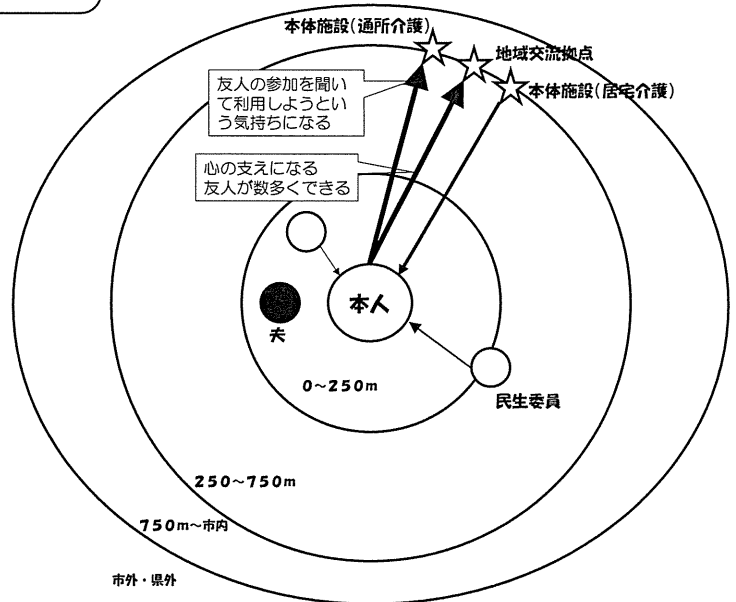 本体施設（通所介護）
地域交流拠点
本体施設（居宅介護）
友人の参加を聞い
て利用しようとい
う気持ちになる
心の支えになる
友人が数多くできる
本人
夫
0～250m
民生委員
250～750m
750m～市内
市外・県外